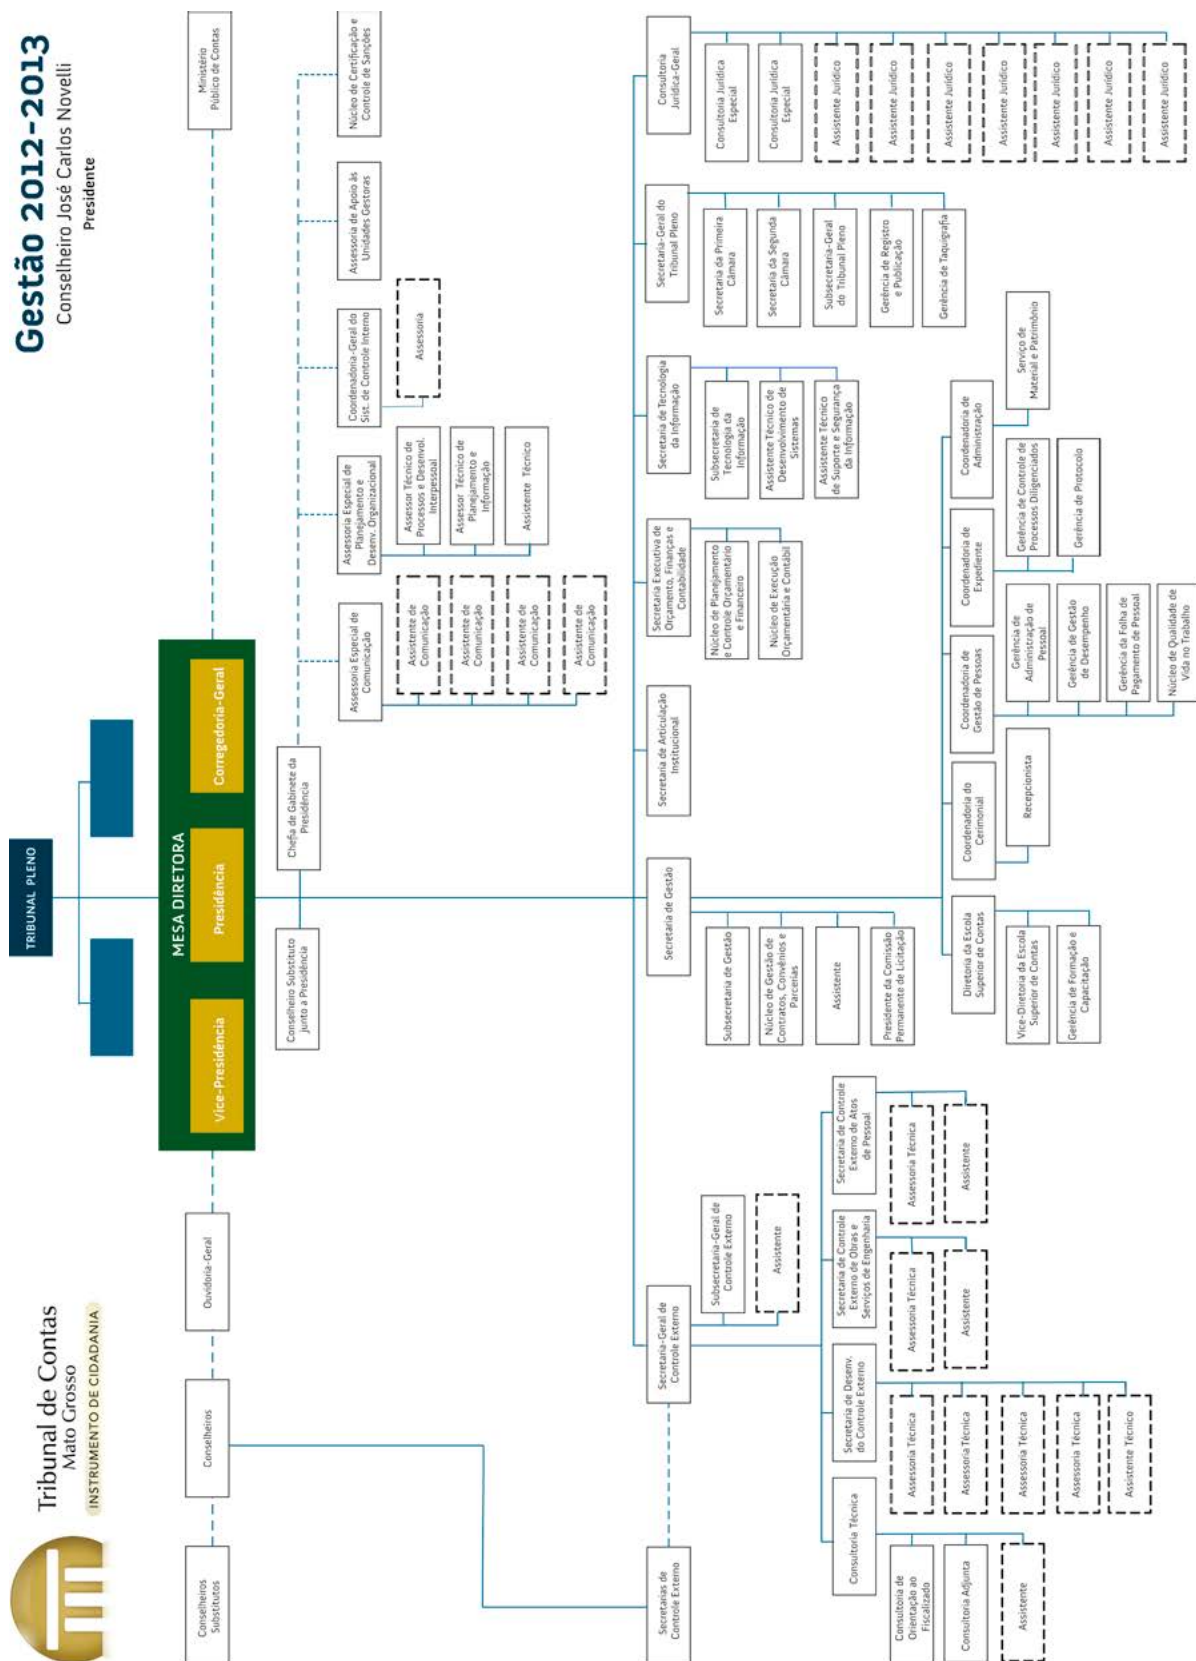 Tribunal de Contas
Mato Grosso
INSTRUMENTO DE CIDADANIA
Gestão 2012-2013
Conselheiro José Carlos Novelli
Presidente
TRIBUNAL PLENO
MESA DIRETORA
Vice-Presidência
Presidência
Corregedoria-Geral
Conselheiros
Substitutos
Conselheiros
Ouvidoria-Geral
Ministério
Público de Contas
Conselheiro Substituto
junto a Presidência
Chefia de Gabinete da
Presidência
Assessoria Especial de
Comunicação
Assistente de
Comunicação
Assistente de
Comunicação
Assistente de
Comunicação
Assistente de
Comunicação
Assessoria Especial de
Planejamento e
Desenv. Organizacional
Assessor Técnico de
Processos e Desenvol.
Interpessoal
Assessor Técnico de
Planejamento e
Informação
Assistente Técnico
Coordenadoria-Geral do
Sist. de Controle Interno
Assessoria
Assessoria de Apoio às
Unidades Gestoras
Núcleo de Certificação e
Controle de Sanções
Secretarias de
Controle Externo
Secretaria-Geral de
Controle Externo
Subsecretaria-Geral de
Controle Externo
Assistente
Consultoria Técnica
Consultoria de
Orientação ao
Fiscalizado
Consultoria Adjunta
Assistente
Secretaria de Desenv.
do Controle Externo
Assessoria Técnica
Assessoria Técnica
Assessoria Técnica
Assessoria Técnica
Assistente Técnico
Secretaria de Controle
Externo de Obras e
Serviços de Engenharia
Assessoria Técnica
Assistente
Secretaria de Controle
Externo de Atos
de Pessoal
Assessoria Técnica
Assistente
Secretaria de Gestão
Subsecretaria de Gestão
Núcleo de Gestão de
Contratos, Convênios e
Parcerias
Assistente
Presidente da Comissão
Permanente de Licitação
Diretoria da Escola
Superior de Contas
Vice-Diretoria da Escola
Superior de Contas
Gerência de Formação e
Capacitação
Coordenadoria do
Cerimonial
Recepcionista
Coordenadoria de
Gestão de Pessoas
Gerência de
Administração de
Pessoal
Gerência de Gestão
de Desempenho
Gerência da Folha de
Pagamento de Pessoal
Núcleo de Qualidade de
Vida no Trabalho
Coordenadoria de
Expediente
Gerência de Controle de
Processos Diligenciados
Gerência de Protocolo
Coordenadoria de
Administração
Serviço de
Material e Patrimônio
Secretaria de Articulação
Institucional
Secretaria Executiva de
Orçamento, Finanças e
Contabilidade
Núcleo de Planejamento
e Controle Orçamentário
e Financeiro
Núcleo de Execução
Orçamentária e Contábil
Secretaria de Tecnologia
da Informação
Subsecretaria de
Tecnologia da
Informação
Assistente Técnico de
Desenvolvimento de
Sistemas
Assistente Técnico
de Suporte e Segurança
da Informação
Secretaria-Geral do
Tribunal Pleno
Secretaria da Primeira
Câmara
Secretaria da Segunda
Câmara
Subsecretaria-Geral
do Tribunal Pleno
Gerência de Registro
e Publicação
Gerência de Taquigrafia
Consultoria
Jurídica-Geral
Consultoria Jurídica
Especial
Consultoria Jurídica
Especial
Assistente Jurídico
Assistente Jurídico
Assistente Jurídico
Assistente Jurídico
Assistente Jurídico
Assistente Jurídico
Assistente Jurídico